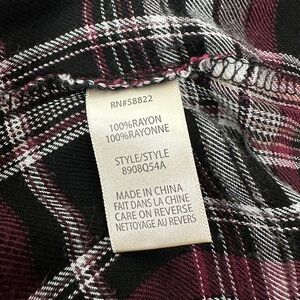 RN#58822
100%RAYON
100%RAYONNE
STYLE/STYLE
8908Q54A
MADE IN CHINA
FAIT DANS LA CHINE
CARE ON REVERSE
NETTOYAGE AU REVERS